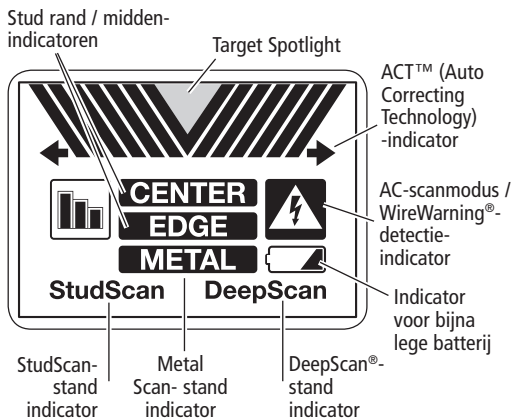 Stud rand / midden-
indicatoren
Target Spotlight
ACT™ (Auto
Correcting
Technology)
-indicator
CENTER
EDGE
METAL
StudScan
DeepScan
AC-scanmodus /
WireWarning®-
detectie-
indicator
Indicator
voor bijna
lege batterij
StudScan-
stand
indicator
Metal
Scan- stand
indicator
DeepScan®-
stand
indicator